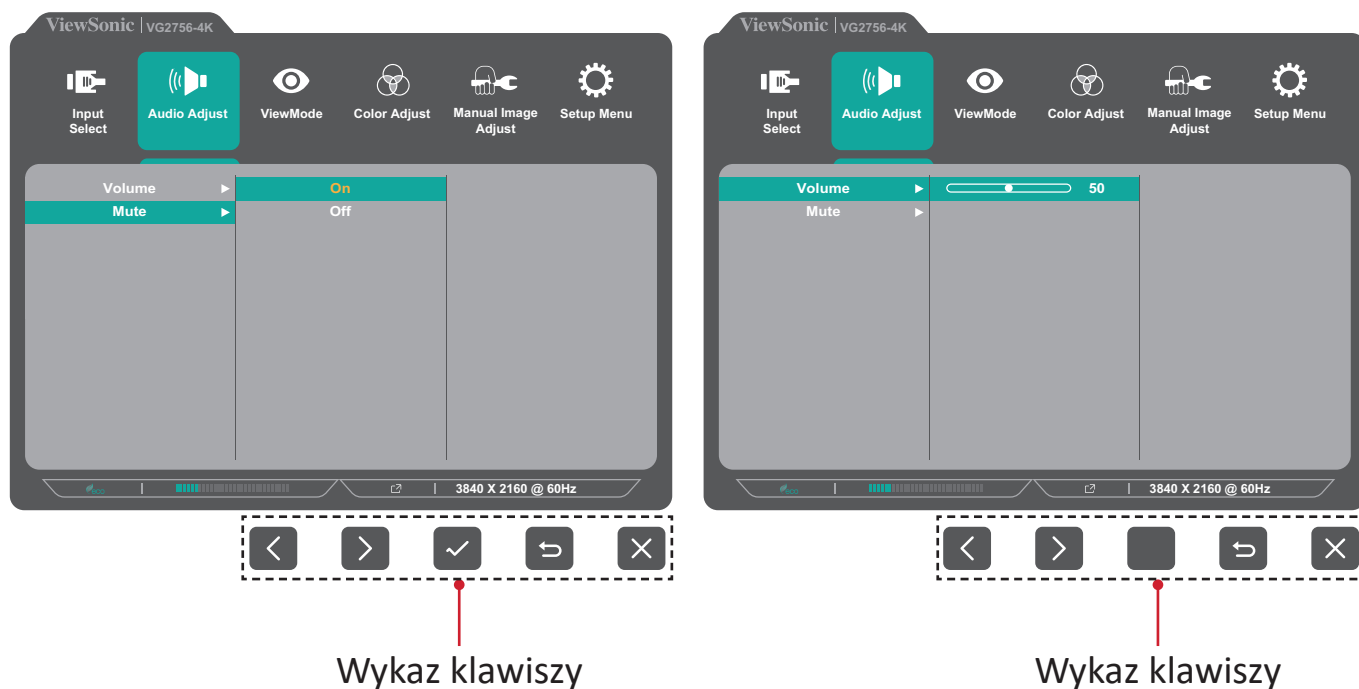 ViewSonic | VG2756-4K
Input
Select
Audio Adjust
ViewMode
Color Adjust
Manual Image
Adjust
Setup Menu
Volume
On
Mute
Off
eco
3840 X 2160 @ 60Hz
Wykaz klawiszy
ViewSonic | VG2756-4K
Input
Select
Audio Adjust
ViewMode
Color Adjust
Manual Image
Adjust
Setup Menu
Volume
50
Mute
eco
3840 X 2160 @ 60Hz
Wykaz klawiszy